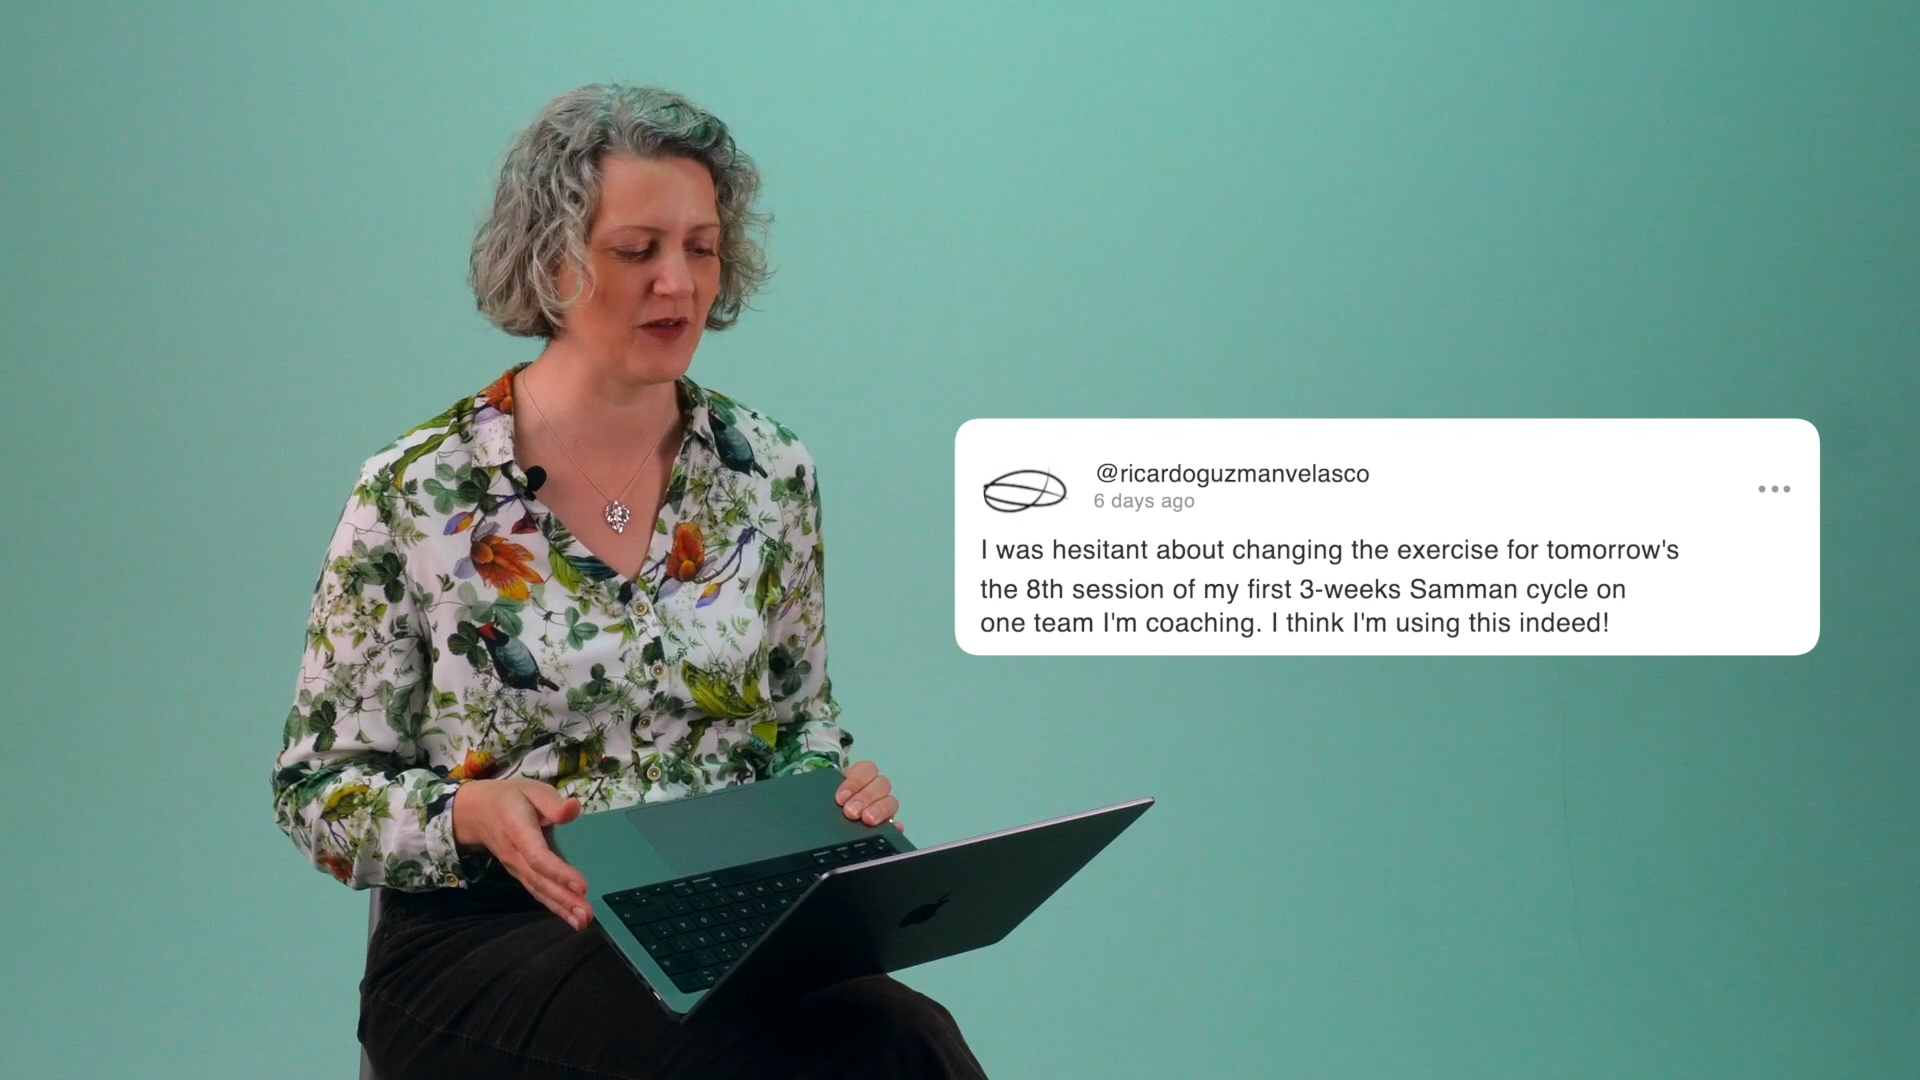 @ricardoguzmanvelasco
6 days ago
I was hesitant about changing the exercise for tomorrow's
the 8th session of my first 3-weeks Samman cycle on
one team I'm coaching. I think I'm using this indeed!